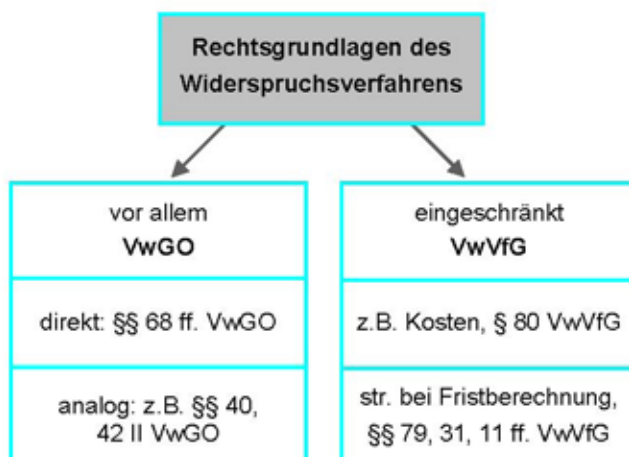 Rechtsgrundlagen des
Widerspruchsverfahrens
vor allem
VwGO
direkt: §§ 68 ff. VwGO
analog: z.B. §§ 40,
42 II VwGO
eingeschränkt
VwVfG
z.B. Kosten, § 80 VwVfG
str. bei Fristberechnung,
§§ 79, 31, 11 ff. VwVfG